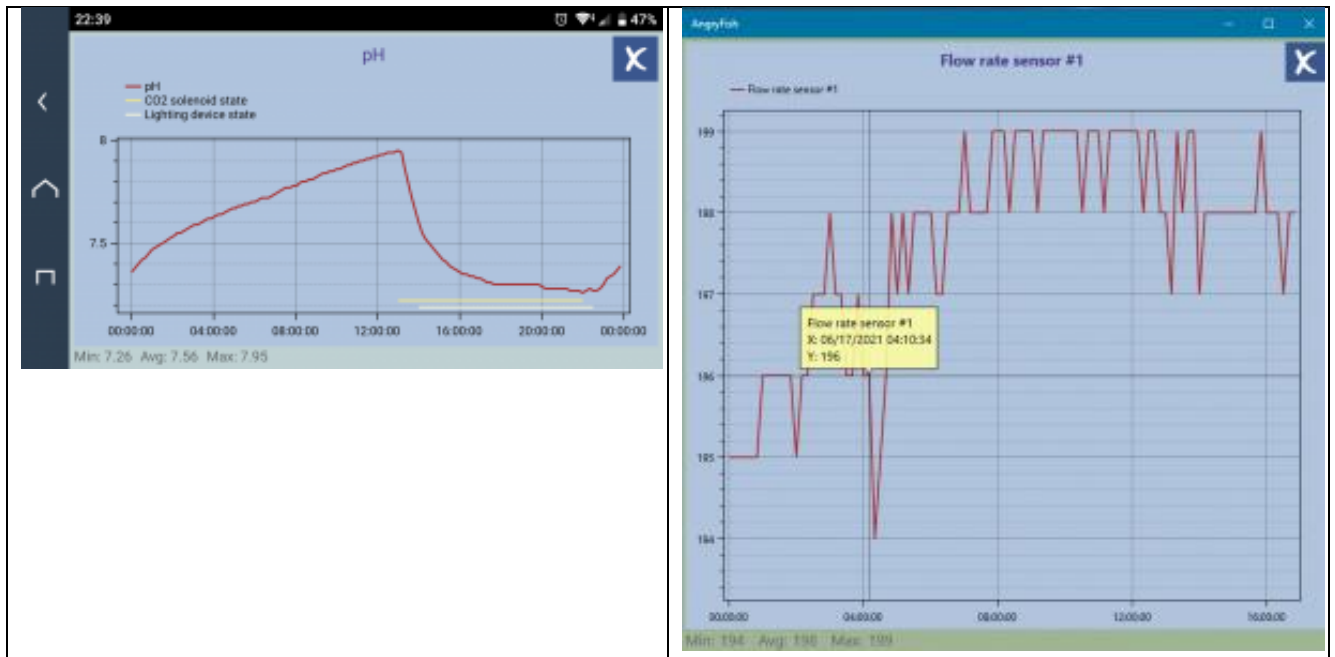 22:39
47%
pH
pH
CO2 solenoid state
Lighting device state
8
7.5
00:00:00 04:00:00 08:00:00 12:00:00 16:00:00 20:00:00 00:00:00
Min: 7.26 Avg: 7.56 Max: 7.95
Angyfish
Flow rate sensor #1
Flow rate sensor #1
199
198
197
196
195
194
Flow rate sensor #1
X: 06/17/2021 04:10:34
Y: 196
00:00:00 04:00:00 08:00:00 12:00:00 16:00:00
Min: 194 Avg: 198 Max: 199